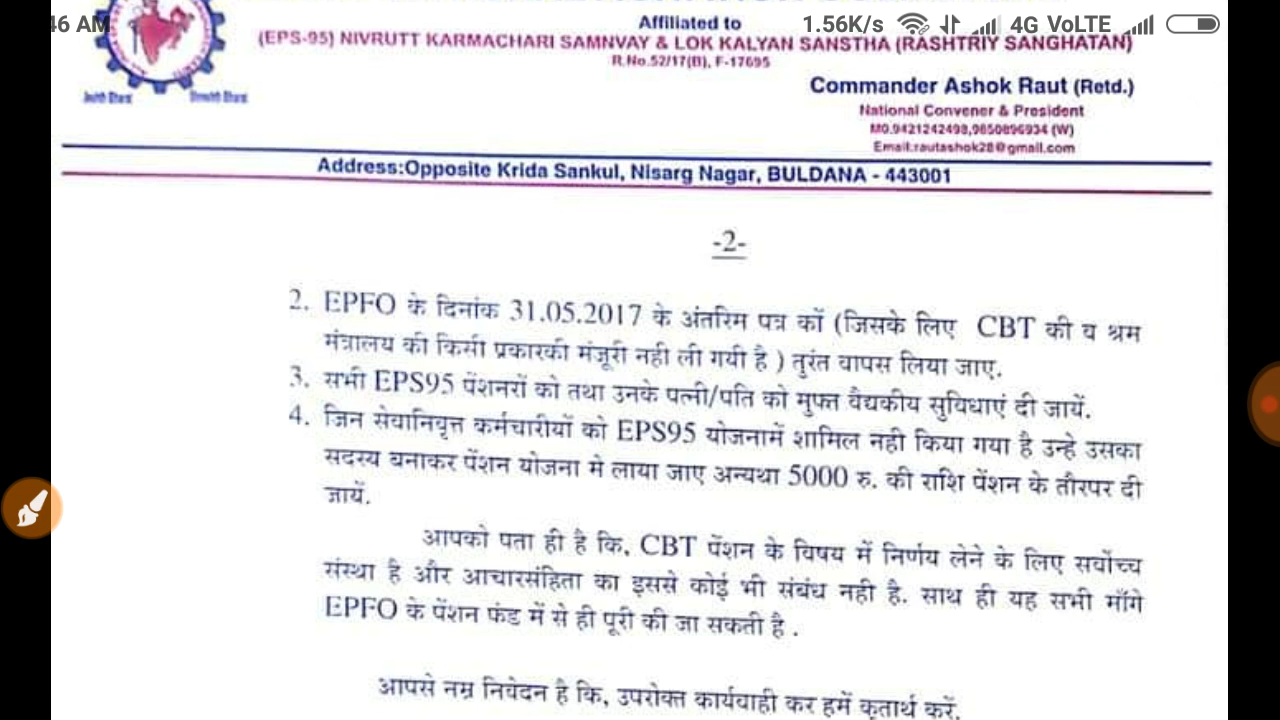 46 AM
1.56K/s 4G VoLTE
Affiliated to
(EPS-95) NIVRUTT KARMACHARI SAMNVAY & LOK KALYAN SANSTHA (RASHTRIY SANGHATAN)
R.No.52/17(B), F-17695
Commander Ashok Raut (Retd.)
National Convener & President
MO.9421242498,9850896934 (W)
Email:rautashok28@gmail.com
Address:Opposite Krida Sankul, Nisarg Nagar, BULDANA - 443001
-2-
2. EPFO के दिनांक 31.05.2017 के अंतरिम पत्र कों (जिसके लिए CBT की व श्रम
मंत्रालय की किसी प्रकारकी मंजूरी नही ली गयी है ) तुरंत वापस लिया जाए.
3. सभी EPS95 पेंशनरों को तथा उनके पत्नी/पति को मुफ्त वैद्यकीय सुविधाएं दी जायें.
4. जिन सेवानिवृत्त कर्मचारीयों को EPS95 योजनामें शामिल नही किया गया है उन्हे उसका
सदस्य बनाकर पेंशन योजना मे लाया जाए अन्यथा 5000 रु. की राशि पेंशन के तौरपर दी
जायें.
आपको पता ही है कि, CBT पेंशन के विषय में निर्णय लेने के लिए सर्वोच्च
संस्था है और आचारसंहिता का इससे कोई भी संबंध नही है. साथ ही यह सभी माँगे
EPFO के पेंशन फंड में से ही पूरी की जा सकती है .
आपसे नम्र निवेदन है कि, उपरोक्त कार्यवाही कर हमें कृतार्थ करें.